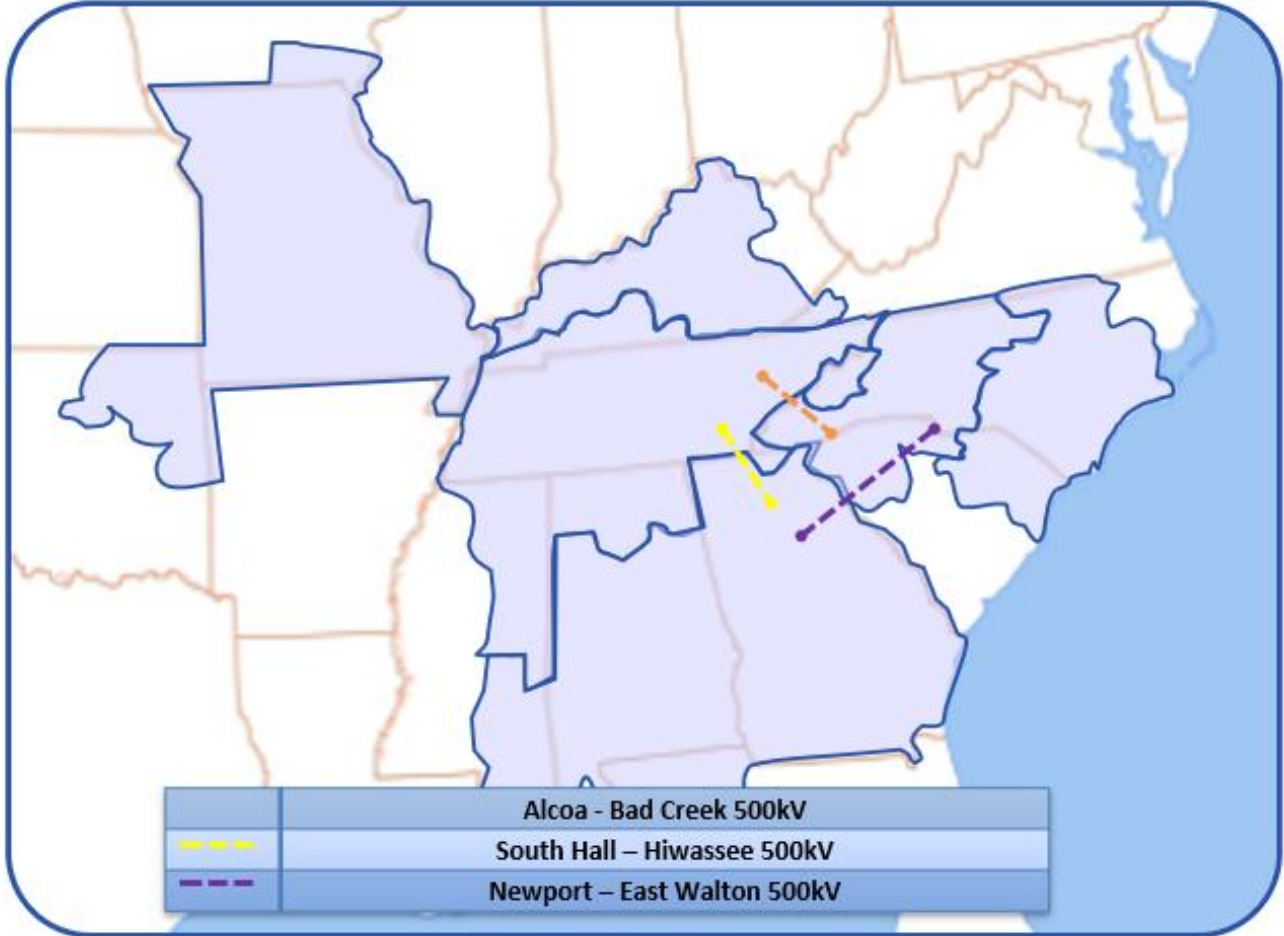 Alcoa - Bad Creek 500kV
South Hall – Hiwassee 500kV
Newport – East Walton 500kV